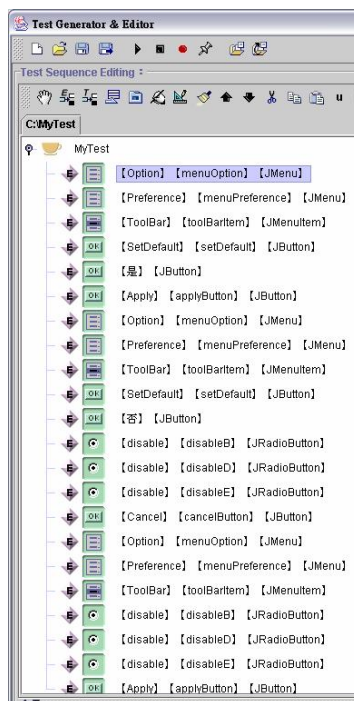 Test Generator & Editor
Test Sequence Editing :
C:\MyTest
MyTest
【Option】【menuOption】【JMenu】
【Preference】【menuPreference】【JMenu】
【ToolBar】【toolBarItem】【JMenuItem】
【SetDefault】【setDefault】【JButton】
【是】【JButton】
【Apply】【applyButton】【JButton】
【Option】【menuOption】【JMenu】
【Preference】【menuPreference】【JMenu】
【ToolBar】【toolBarItem】【JMenuItem】
【SetDefault】【setDefault】【JButton】
【否】【JButton】
【disable】【disableB】【JRadioButton】
【disable】【disableD】【JRadioButton】
【disable】【disableE】【JRadioButton】
【Cancel】【cancelButton】【JButton】
【Option】【menuOption】【JMenu】
【Preference】【menuPreference】【JMenu】
【ToolBar】【toolBarItem】【JMenuItem】
【disable】【disableB】【JRadioButton】
【disable】【disableD】【JRadioButton】
【disable】【disableE】【JRadioButton】
【Apply】【applyButton】【JButton】